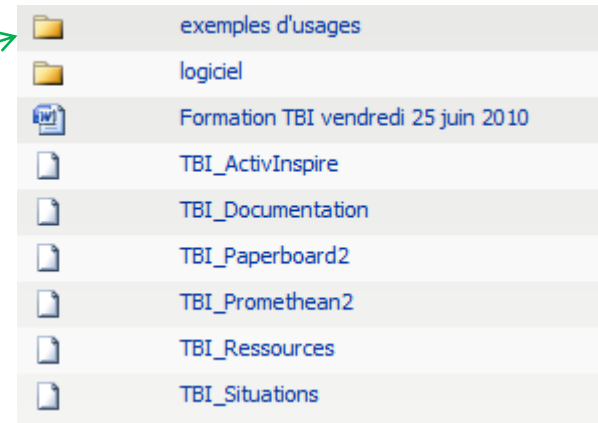 exemples d'usages
logiciel
Formation TBI vendredi 25 juin 2010
TBI_ActivInspire
TBI_Documentation
TBI_Paperboard2
TBI_Promethean2
TBI_Ressources
TBI_Situations